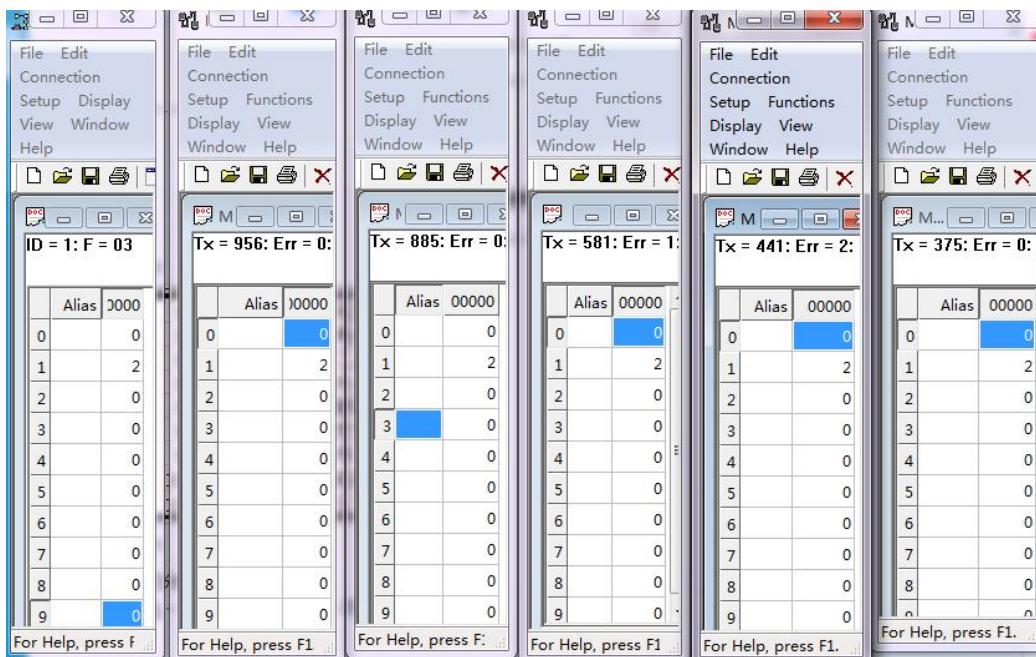 File Edit
Connection
Setup Display
View Window
Help
ID = 1: F = 03
Alias 0000
0 0
1 2
2 0
3 0
4 0
5 0
6 0
7 0
8 0
9 0
For Help, press F
File Edit
Connection
Setup Functions
Display View
Window Help
M
Tx = 956: Err = 0:
Alias 00000
0 0
1 2
2 0
3 0
4 0
5 0
6 0
7 0
8 0
9 0
For Help, press F1
File Edit
Connection
Setup Functions
Display View
Window Help
Tx = 885: Err = 0:
Alias 00000
0 0
1 2
2 0
3 0
4 0
5 0
6 0
7 0
8 0
9 0
For Help, press F
File Edit
Connection
Setup Functions
Display View
Window Help
Tx = 581: Err = 1:
Alias 00000
0 0
1 2
2 0
3 0
4 0
5 0
6 0
7 0
8 0
9 0
For Help, press F1
File Edit
Connection
Setup Functions
Display View
Window Help
M
Tx = 441: Err = 2:
Alias 00000
0 0
1 2
2 0
3 0
4 0
5 0
6 0
7 0
8 0
9 0
For Help, press F1.
File Edit
Connection
Setup Functions
Display View
Window Help
M...
Tx = 375: Err = 0:
Alias 00000
0 0
1 2
2 0
3 0
4 0
5 0
6 0
7 0
8 0
For Help, press F1.